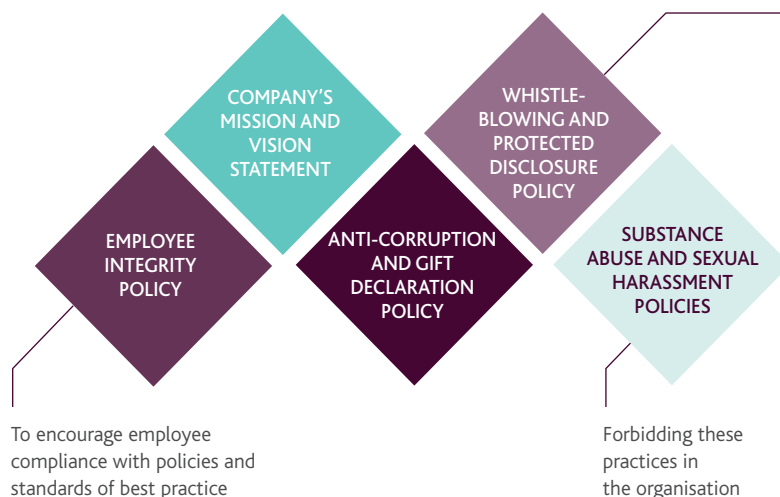 COMPANY'S
MISSION AND
VISION
STATEMENT
WHISTLE-
BLOWING AND
PROTECTED
DISCLOSURE
POLICY
EMPLOYEE
INTEGRITY
POLICY
ANTI-CORRUPTION
AND GIFT
DECLARATION
POLICY
SUBSTANCE
ABUSE AND SEXUAL
HARASSMENT
POLICIES
To encourage employee
compliance with policies and
standards of best practice
Forbidding these
practices in
the organisation